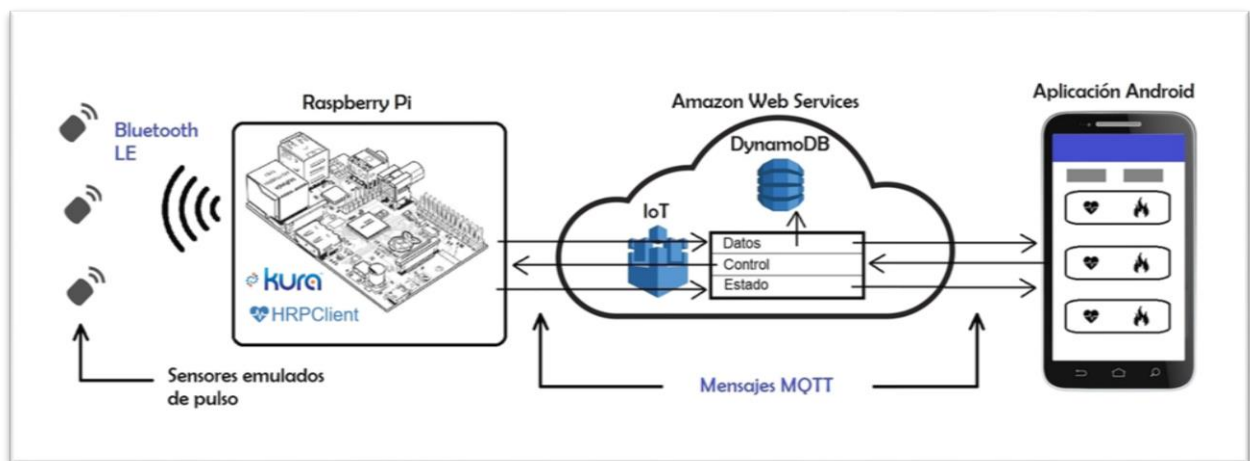 Raspberry Pi
Amazon Web Services
Aplicación Android
Bluetooth
LE
DynamoDB
IoT
Datos
Control
Estado
kura
HRPClient
Sensores emulados
de pulso
Mensajes MQTT